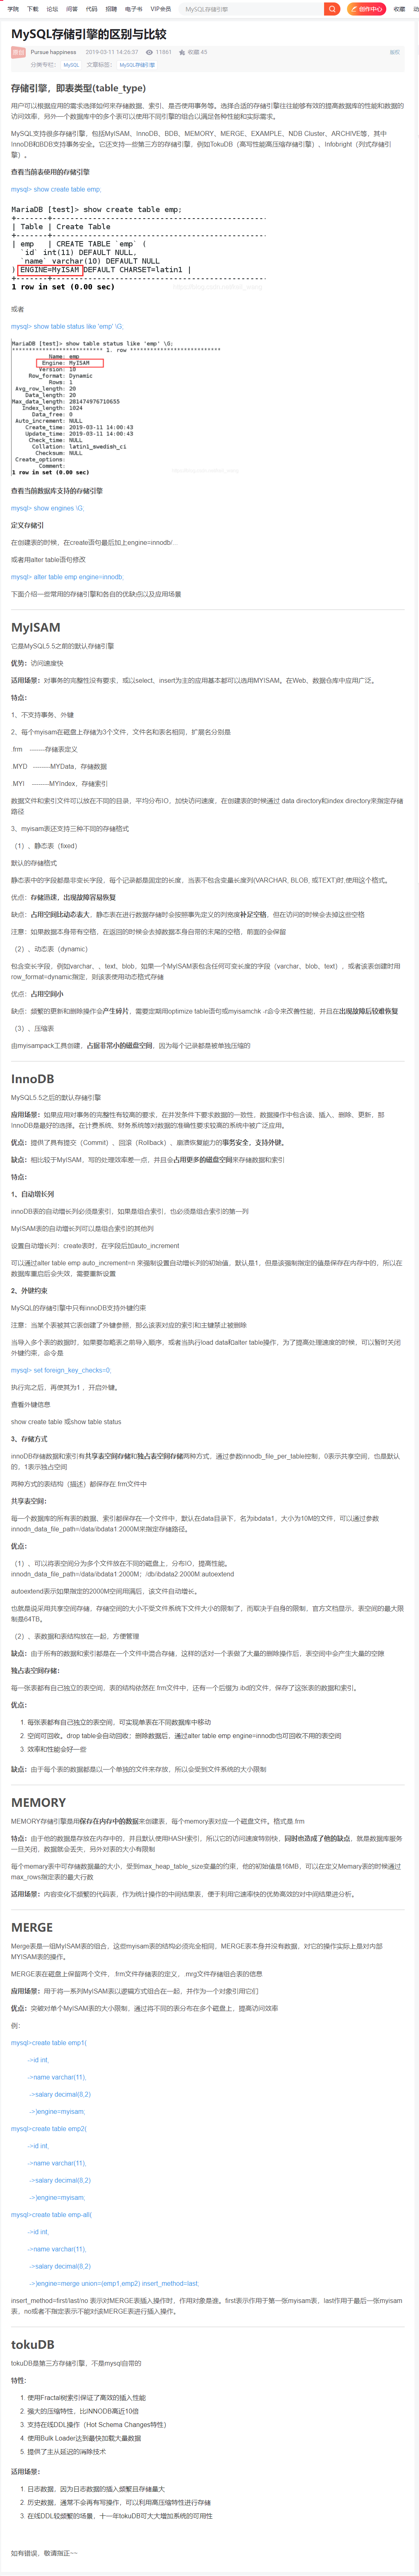 学院 下载 论坛 问答 代码 招聘 电子书 VIP会员 MySQL存储引擎 创作中心 收藏 动
MySQL存储引擎的区别与比较
原创 Pursue happiness 2019-03-11 14:26:37 11861 收藏 45 版权
分类专栏： MySQL 文章标签： MySQL存储引擎
存储引擎，即表类型(table_type)
用户可以根据应用的需求选择如何来存储数据、索引、是否使用事务等。选择合适的存储引擎往往能够有效的提高数据库的性能和数据的
访问效率，另外一个数据库中的多个表可以使用不同引擎的组合以满足各种性能和实际需求。
MySQL支持很多存储引擎，包括MyISAM、InnoDB、BDB、MEMORY、MERGE、EXAMPLE、NDB Cluster、ARCHIVE等，其中
InnoDB和BDB支持事务安全。它还支持一些第三方的存储引擎，例如TokuDB（高写性能高压缩存储引擎）、Infobright（列式存储引
擎）。
查看当前表使用的存储引擎
mysql> show create table emp;
MariaDB [test]> show create table emp;
| Table | Create Table
| emp | CREATE TABLE `emp` (
`id` int(11) DEFAULT NULL,
`name` varchar(10) DEFAULT NULL
) ENGINE=MyISAM DEFAULT CHARSET=latin1 |
1 row in set (0.00 sec)
或者
mysql> show table status like 'emp' \G;
MariaDB [test]> show table status like 'emp' \G;
*************************** 1. row ***************************
Name: emp
Engine: MyISAM
Version: 10
Row_format: Dynamic
Rows: 1
Avg_row_length: 20
Data_length: 20
Max_data_length: 281474976710655
Index_length: 1024
Data_free: 0
Auto_increment: NULL
Create_time: 2019-03-11 14:00:43
Update_time: 2019-03-11 14:00:43
Check_time: NULL
Collation: latin1_swedish_ci
Checksum: NULL
Create_options:
Comment:
1 row in set (0.00 sec)
查看当前数据库支持的存储引擎
mysql> show engines \G;
定义存储引
在创建表的时候，在create语句最后加上engine=innodb/...
或者用alter table语句修改
mysql> alter table emp engine=innodb;
下面介绍一些常用的存储引擎和各自的优缺点以及应用场景
MyISAM
它是MySQL5.5之前的默认存储引擎
优势：访问速度快
适用场景：对事务的完整性没有要求，或以select、insert为主的应用基本都可以选用MYISAM。在Web、数据仓库中应用广泛。
特点：
1、不支持事务、外键
2、每个myisam在磁盘上存储为3个文件，文件名和表名相同，扩展名分别是
.frm -------存储表定义
.MYD --------MYData，存储数据
.MYI --------MYIndex，存储索引
数据文件和索引文件可以放在不同的目录，平均分布IO，加快访问速度，在创建表的时候通过 data directory和index directory来指定存储
路径
3、myisam表还支持三种不同的存储格式
（1）、静态表（fixed）
默认的存储格式
静态表中的字段都是非变长字段，每个记录都是固定的长度，当表不包含变量长度列(VARCHAR, BLOB, 或TEXT)时,使用这个格式。
优点：存储迅速，出现故障容易恢复
缺点：占用空间比动态表大，静态表在进行数据存储时会按照事先定义的列宽度补足空格，但在访问的时候会去掉这些空格
注意：如果数据本身带有空格，在返回的时候会去掉数据本身自带的末尾的空格，前面的会保留
（2）、动态表（dynamic）
包含变长字段，例如varchar、，text、blob，如果一个MyISAM表包含任何可变长度的字段（varchar、blob、text），或者该表创建时用
row_format=dynamic指定，则该表使用动态格式存储
优点：占用空间小
缺点：频繁的更新和删除操作会产生碎片，需要定期用optimize table语句或myisamchk -r命令来改善性能，并且在出现故障后较难恢复
（3）、压缩表
由myisampack工具创建，占据非常小的磁盘空间，因为每个记录都是被单独压缩的
InnoDB
MySQL5.5之后的默认存储引擎
应用场景：如果应用对事务的完整性有较高的要求，在并发条件下要求数据的一致性，数据操作中包含读、插入、删除、更新，那
InnoDB是最好的选择。在计费系统、财务系统等对数据的准确性要求较高的系统中被广泛应用。
优点：提供了具有提交（Commit）、回滚（Rollback）、崩溃恢复能力的事务安全，支持外键。
缺点：相比较于MyISAM，写的处理效率差一点，并且会占用更多的磁盘空间来存储数据和索引
特点：
1、自动增长列
innoDB表的自动增长列必须是索引，如果是组合索引，也必须是组合索引的第一列
MyISAM表的自动增长列可以是组合索引的其他列
设置自动增长列：create表时，在字段后加auto_increment
可以通过alter table emp auto_increment=n 来强制设置自动增长列的初始值，默认是1，但是该强制指定的值是保存在内存中的，所以在
数据库重启后会失效，需要重新设置
2、外键约束
MySQL的存储引擎中只有innoDB支持外键约束
注意：当某个表被其它表创建了外键参照，那么该表对应的索引和主键禁止被删除
当导入多个表的数据时，如果要忽略表之前导入顺序，或者当执行load data和alter table操作，为了提高处理速度的时候，可以暂时关闭
外键约束，命令是
mysql> set foreign_key_checks=0;
执行完之后，再使其为1 ，开启外键。
查看外键信息
show create table 或show table status
3、存储方式
innoDB存储数据和索引有共享表空间存储和独占表空间存储两种方式，通过参数innodb_file_per_table控制，0表示共享空间，也是默认
的，1表示独占空间
两种方式的表结构（描述）都保存在.frm文件中
共享表空间：
每一个数据库的所有表的数据、索引都保存在一个文件中，默认在data目录下，名为ibdata1，大小为10M的文件，可以通过参数
innodn_data_file_path=/data/ibdata1:2000M来指定存储路径。
优点：
（1），可以将表空间分为多个文件放在不同的磁盘上，分布IO，提高性能。
innodn_data_file_path=/data/ibdata1:2000M；/db/ibdata2:2000M:autoextend
autoextend表示如果指定的2000M空间用满后，该文件自动增长。
也就是说采用共享空间存储，存储空间的大小不受文件系统下文件大小的限制了，而取决于自身的限制，官方文档显示，表空间的最大限
制是64TB。
（2），表数据和表结构放在一起，方便管理
缺点：由于所有的数据和索引都是在一个文件中混合存储，这样的话对一个表做了大量的删除操作后，表空间中会产生大量的空隙
独占表空间存储：
每一张表都有自己独立的表空间，表的结构依然在.frm文件中，还有一个后缀为.ibd的文件，保存了这张表的数据和索引。
优点：
1. 每张表都有自己独立的表空间，可实现单表在不同数据库中移动
2. 空间可回收。drop table会自动回收；删除数据后，通过alter table emp engine=innodb也可回收不用的表空间
3. 效率和性能会好一些
缺点：由于每个表的数据都是以一个单独的文件来存放，所以会受到文件系统的大小限制
MEMORY
MEMORY存储引擎是用保存在内存中的数据来创建表，每个memory表对应一个磁盘文件。格式是.frm
特点：由于他的数据是存放在内存中的，并且默认使用HASH索引，所以它的访问速度特别快，同时也造成了他的缺点，就是数据库服务
一旦关闭，数据就会丢失，另外对表的大小有限制
每个memary表中可存储数据量的大小，受到max_heap_table_size变量的约束，他的初始值是16MB，可以在定义Memary表的时候通过
max_rows指定表的最大行数
适用场景：内容变化不频繁的代码表，作为统计操作的中间结果表，便于利用它速率快的优势高效的对中间结果进分析。
MERGE
Merge表是一组MyISAM表的组合，这些myisam表的结构必须完全相同，MERGE表本身并没有数据，对它的操作实际上是对内部
MYISAM表的操作。
MERGE表在磁盘上保留两个文件，.frm文件存储表的定义， .mrg文件存储组合表的信息
应用场景：用于将一系列MyISAM表以逻辑方式组合在一起，并作为一个对象引用它们
优点：突破对单个MyISAM表的大小限制，通过将不同的表分布在多个磁盘上，提高访问效率
例：
mysql>create table emp1(
->id int,
->name varchar(11),
->salary decimal(8,2)
->)engine=myisam;
mysql>create table emp2(
->id int,
->name varchar(11),
->salary decimal(8,2)
->)engine=myisam;
mysql>create table emp-all(
->id int,
->name varchar(11),
->salary decimal(8,2)
->)engine=merge union=(emp1,emp2) insert_method=last;
insert_method=first/last/no 表示对MERGE表插入操作时，作用对象是谁。first表示作用于第一张myisam表，last作用于最后一张myisam
表，no或者不指定表示不能对该MERGE表进行插入操作。
tokuDB
tokuDB是第三方存储引擎，不是mysql自带的
特性：
1. 使用Fractal树索引保证了高效的插入性能
2. 强大的压缩特性，比INNODB高近10倍
3. 支持在线DDL操作（Hot Schema Changes特性）
4. 使用Bulk Loader达到最快加载大量数据
5. 提供了主从延迟的消除技术
适用场景：
1. 日志数据，因为日志数据的插入频繁且存储量大
2. 历史数据，通常不会再有写操作，可以利用高压缩特性进行存储
3. 在线DDL较频繁的场景，十一年tokuDB可大大增加系统的可用性
如有错误，敬请指正~~